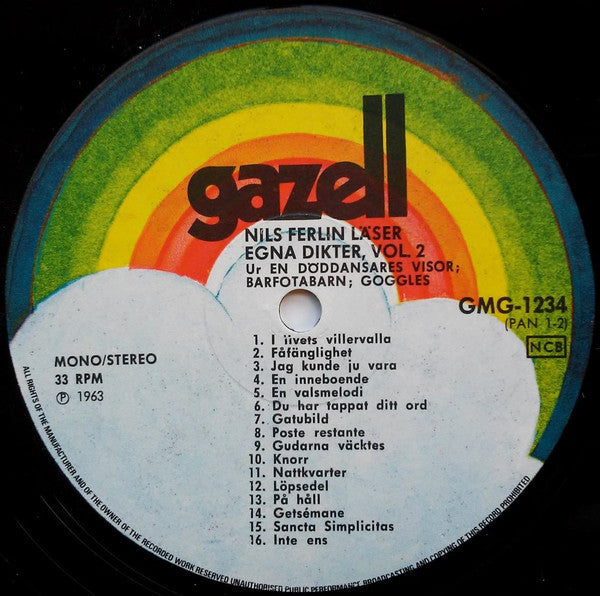 gazell
NILS FERLIN LÄSER
EGNA DIKTER, VOL. 2
Ur EN DÖDDANSARES VISOR;
BARFOTABARN; GOGGLES
GMG-1234
(PAN 1-2)
NCB
MONO/STEREO
33 RPM
Ⓟ 1963
1. I livets villervalla
2. Fåfänglighet
3. Jag kunde ju vara
4. En inneboende
5. En valsmelodi
6. Du har tappat ditt ord
7. Gatubild
8. Poste restante
9. Gudarna väcktes
10. Knorr
11. Nattkvarter
12. Löpsedel
13. På håll
14. Getsémane
15. Sancta Simplicitas
16. Inte ens
ALL RIGHTS OF THE MANUFACTURER AND OF THE OWNER OF THE RECORDED WORK RESERVED UNAUTHORISED PUBLIC PERFORMANCE, BROADCASTING AND COPYING OF THIS RECORD PROHIBITED